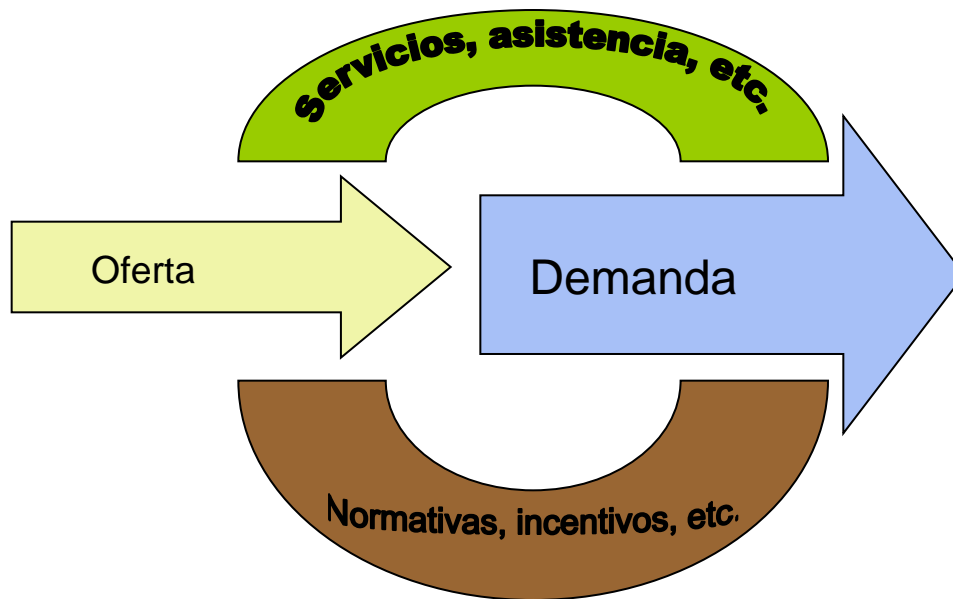 Servicios, asistencia, etc.
Oferta
Demanda
Normativas, incentivos, etc.